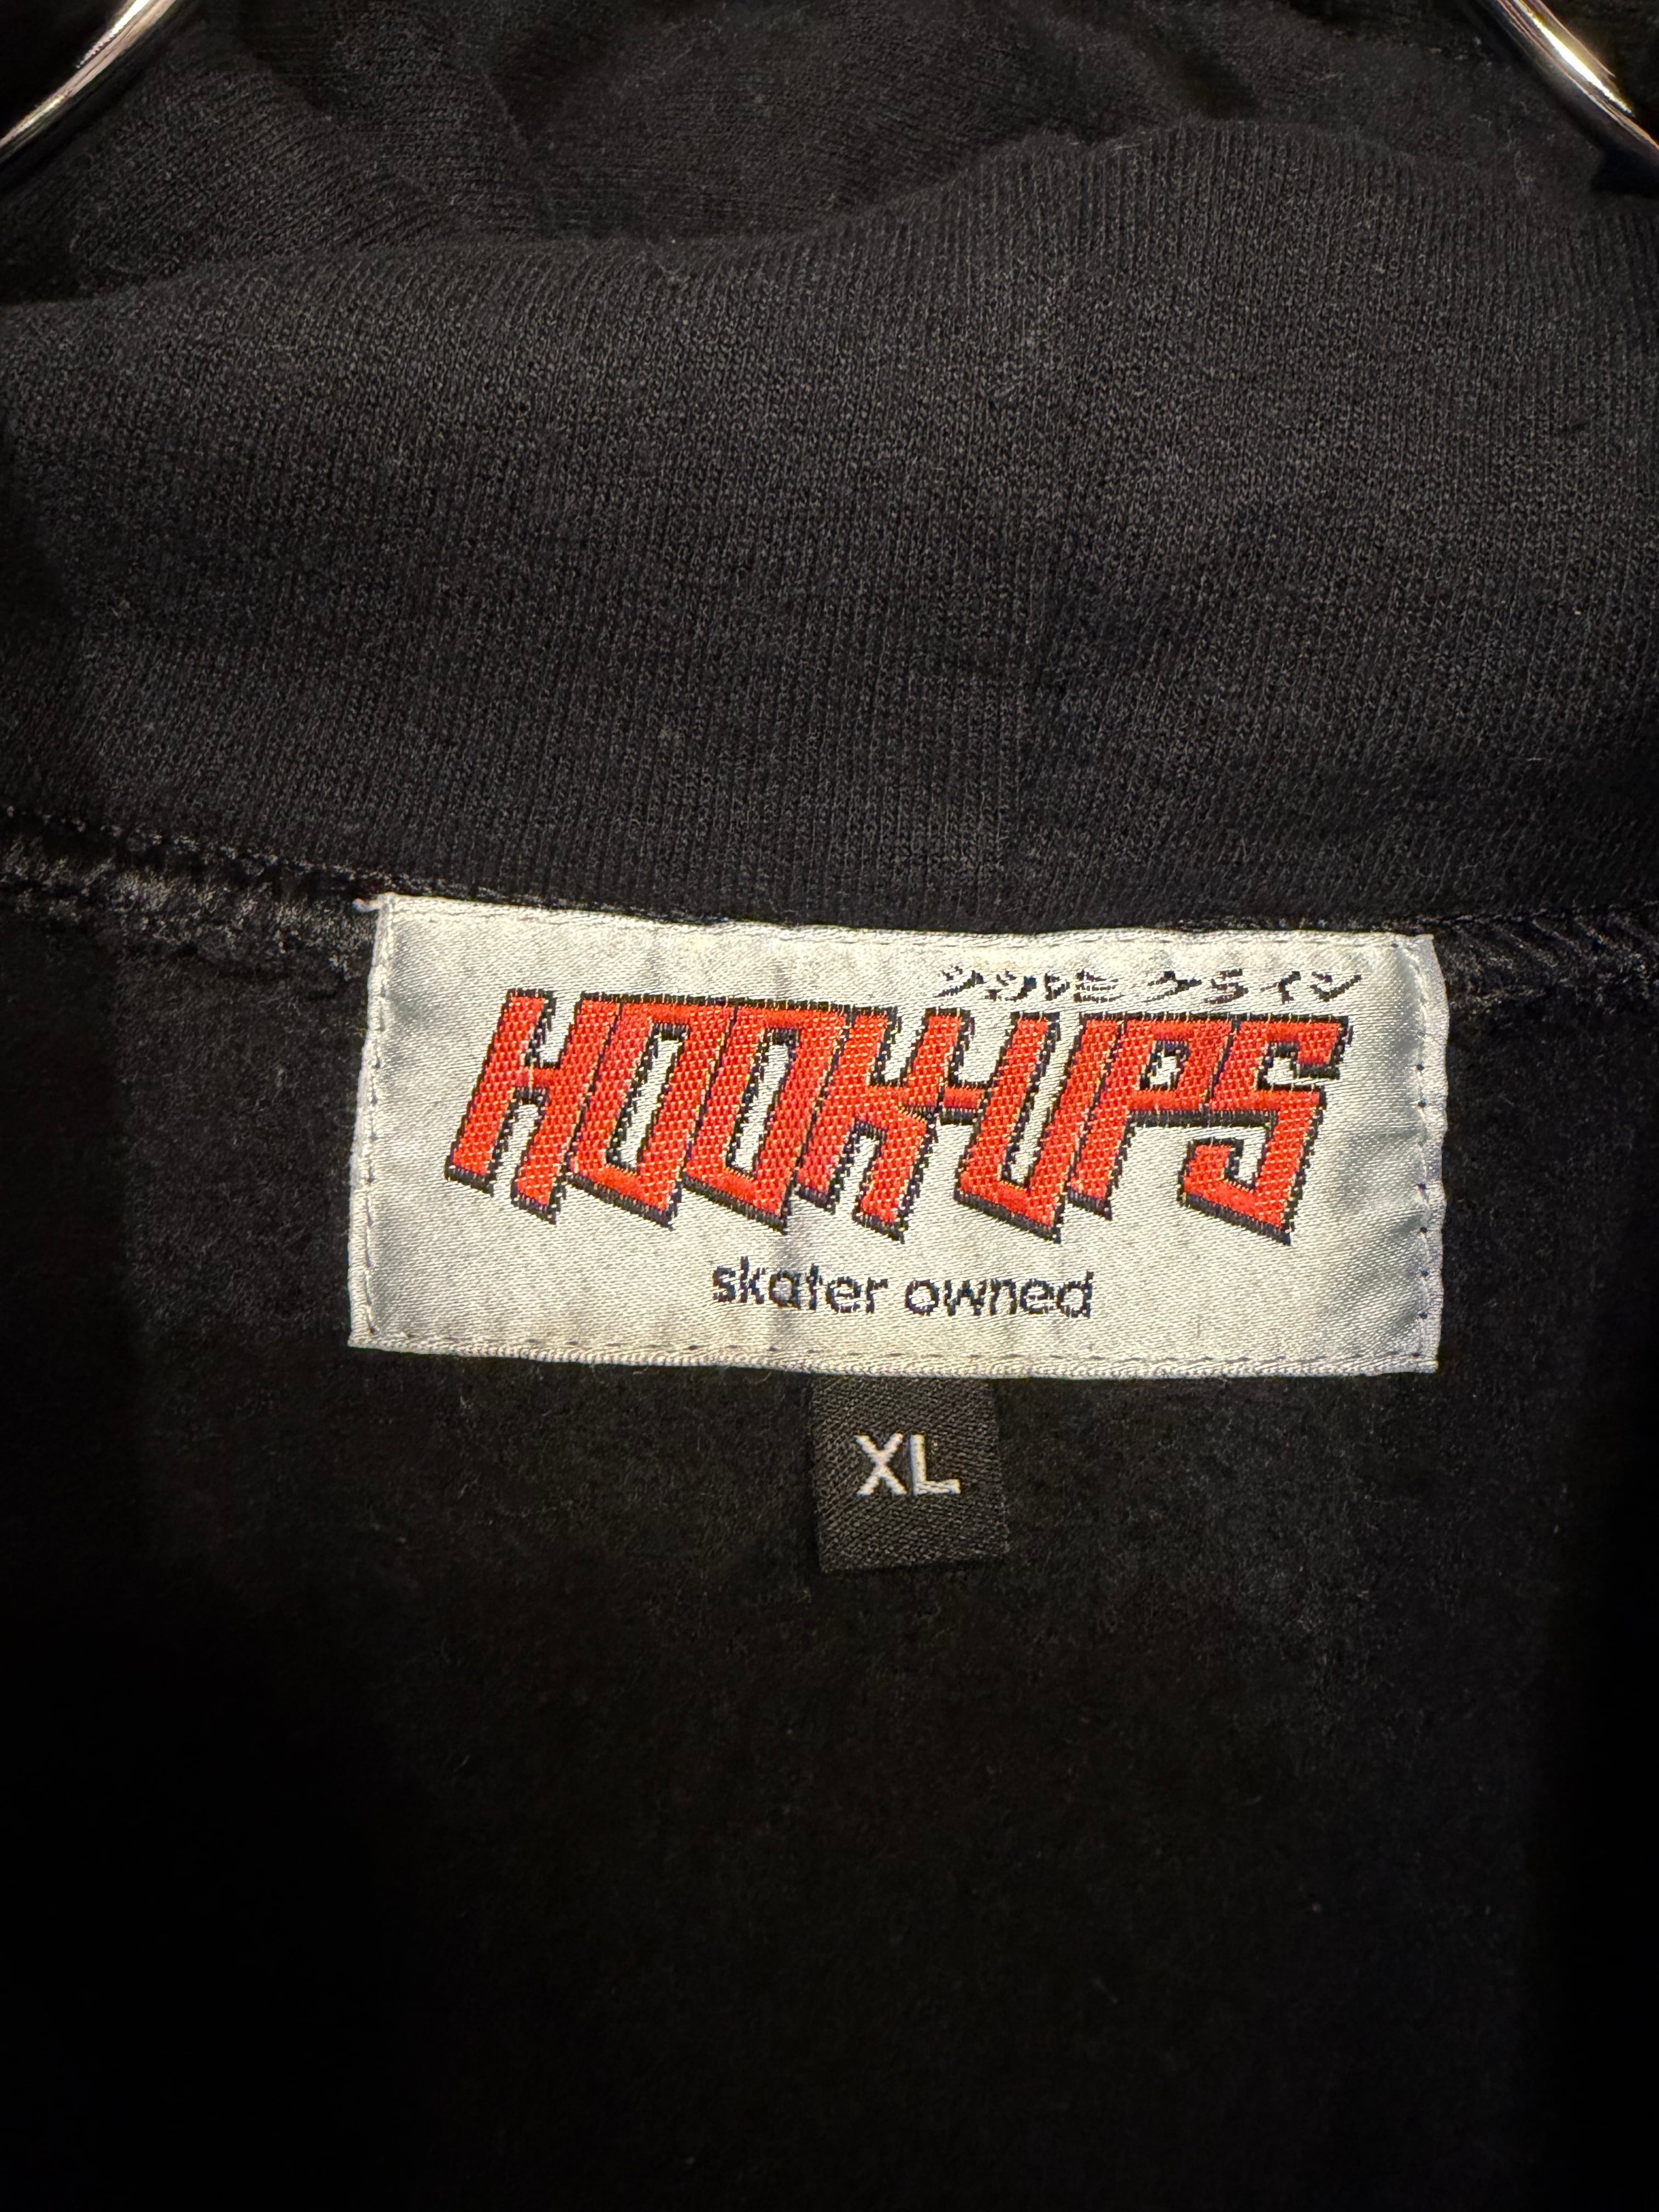 HOOK-UPS
skater owned
XL